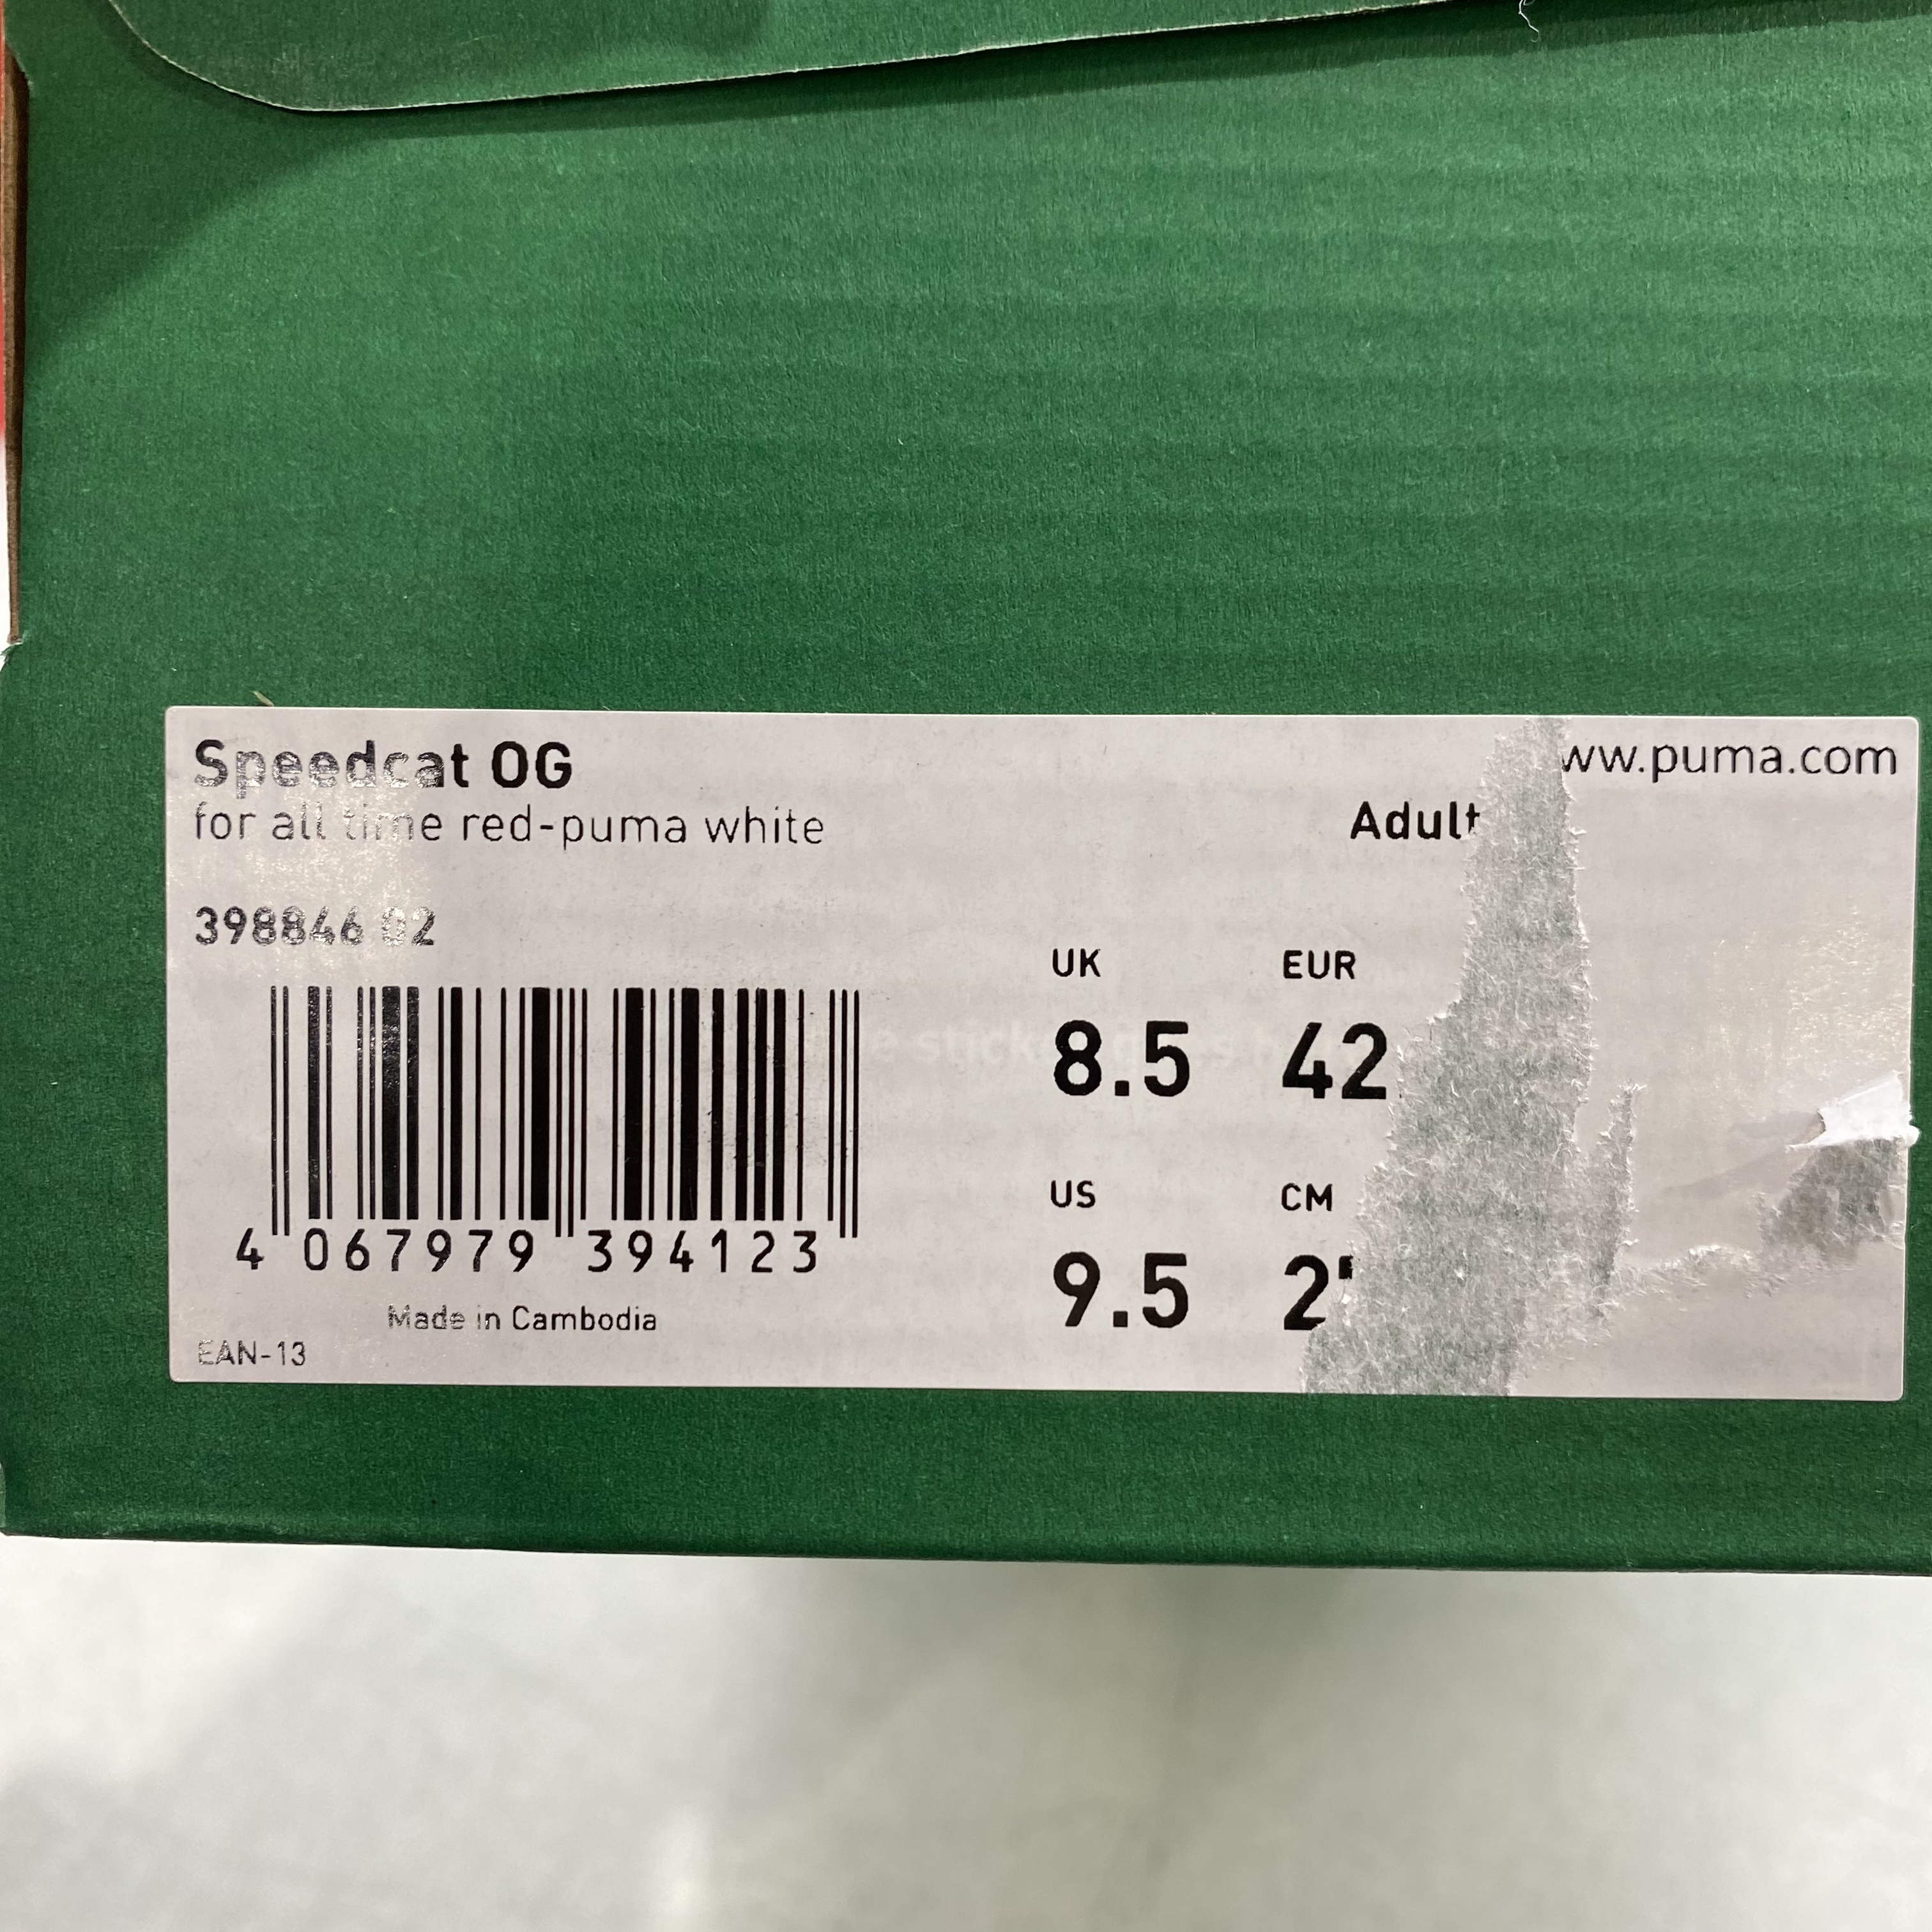 Speedcat OG
ww.puma.com
for all time red-puma white
Adult
398846 02
UK EUR
8.5 42
US CM
9.5 2
4 067979 394123
Made in Cambodia
EAN-13